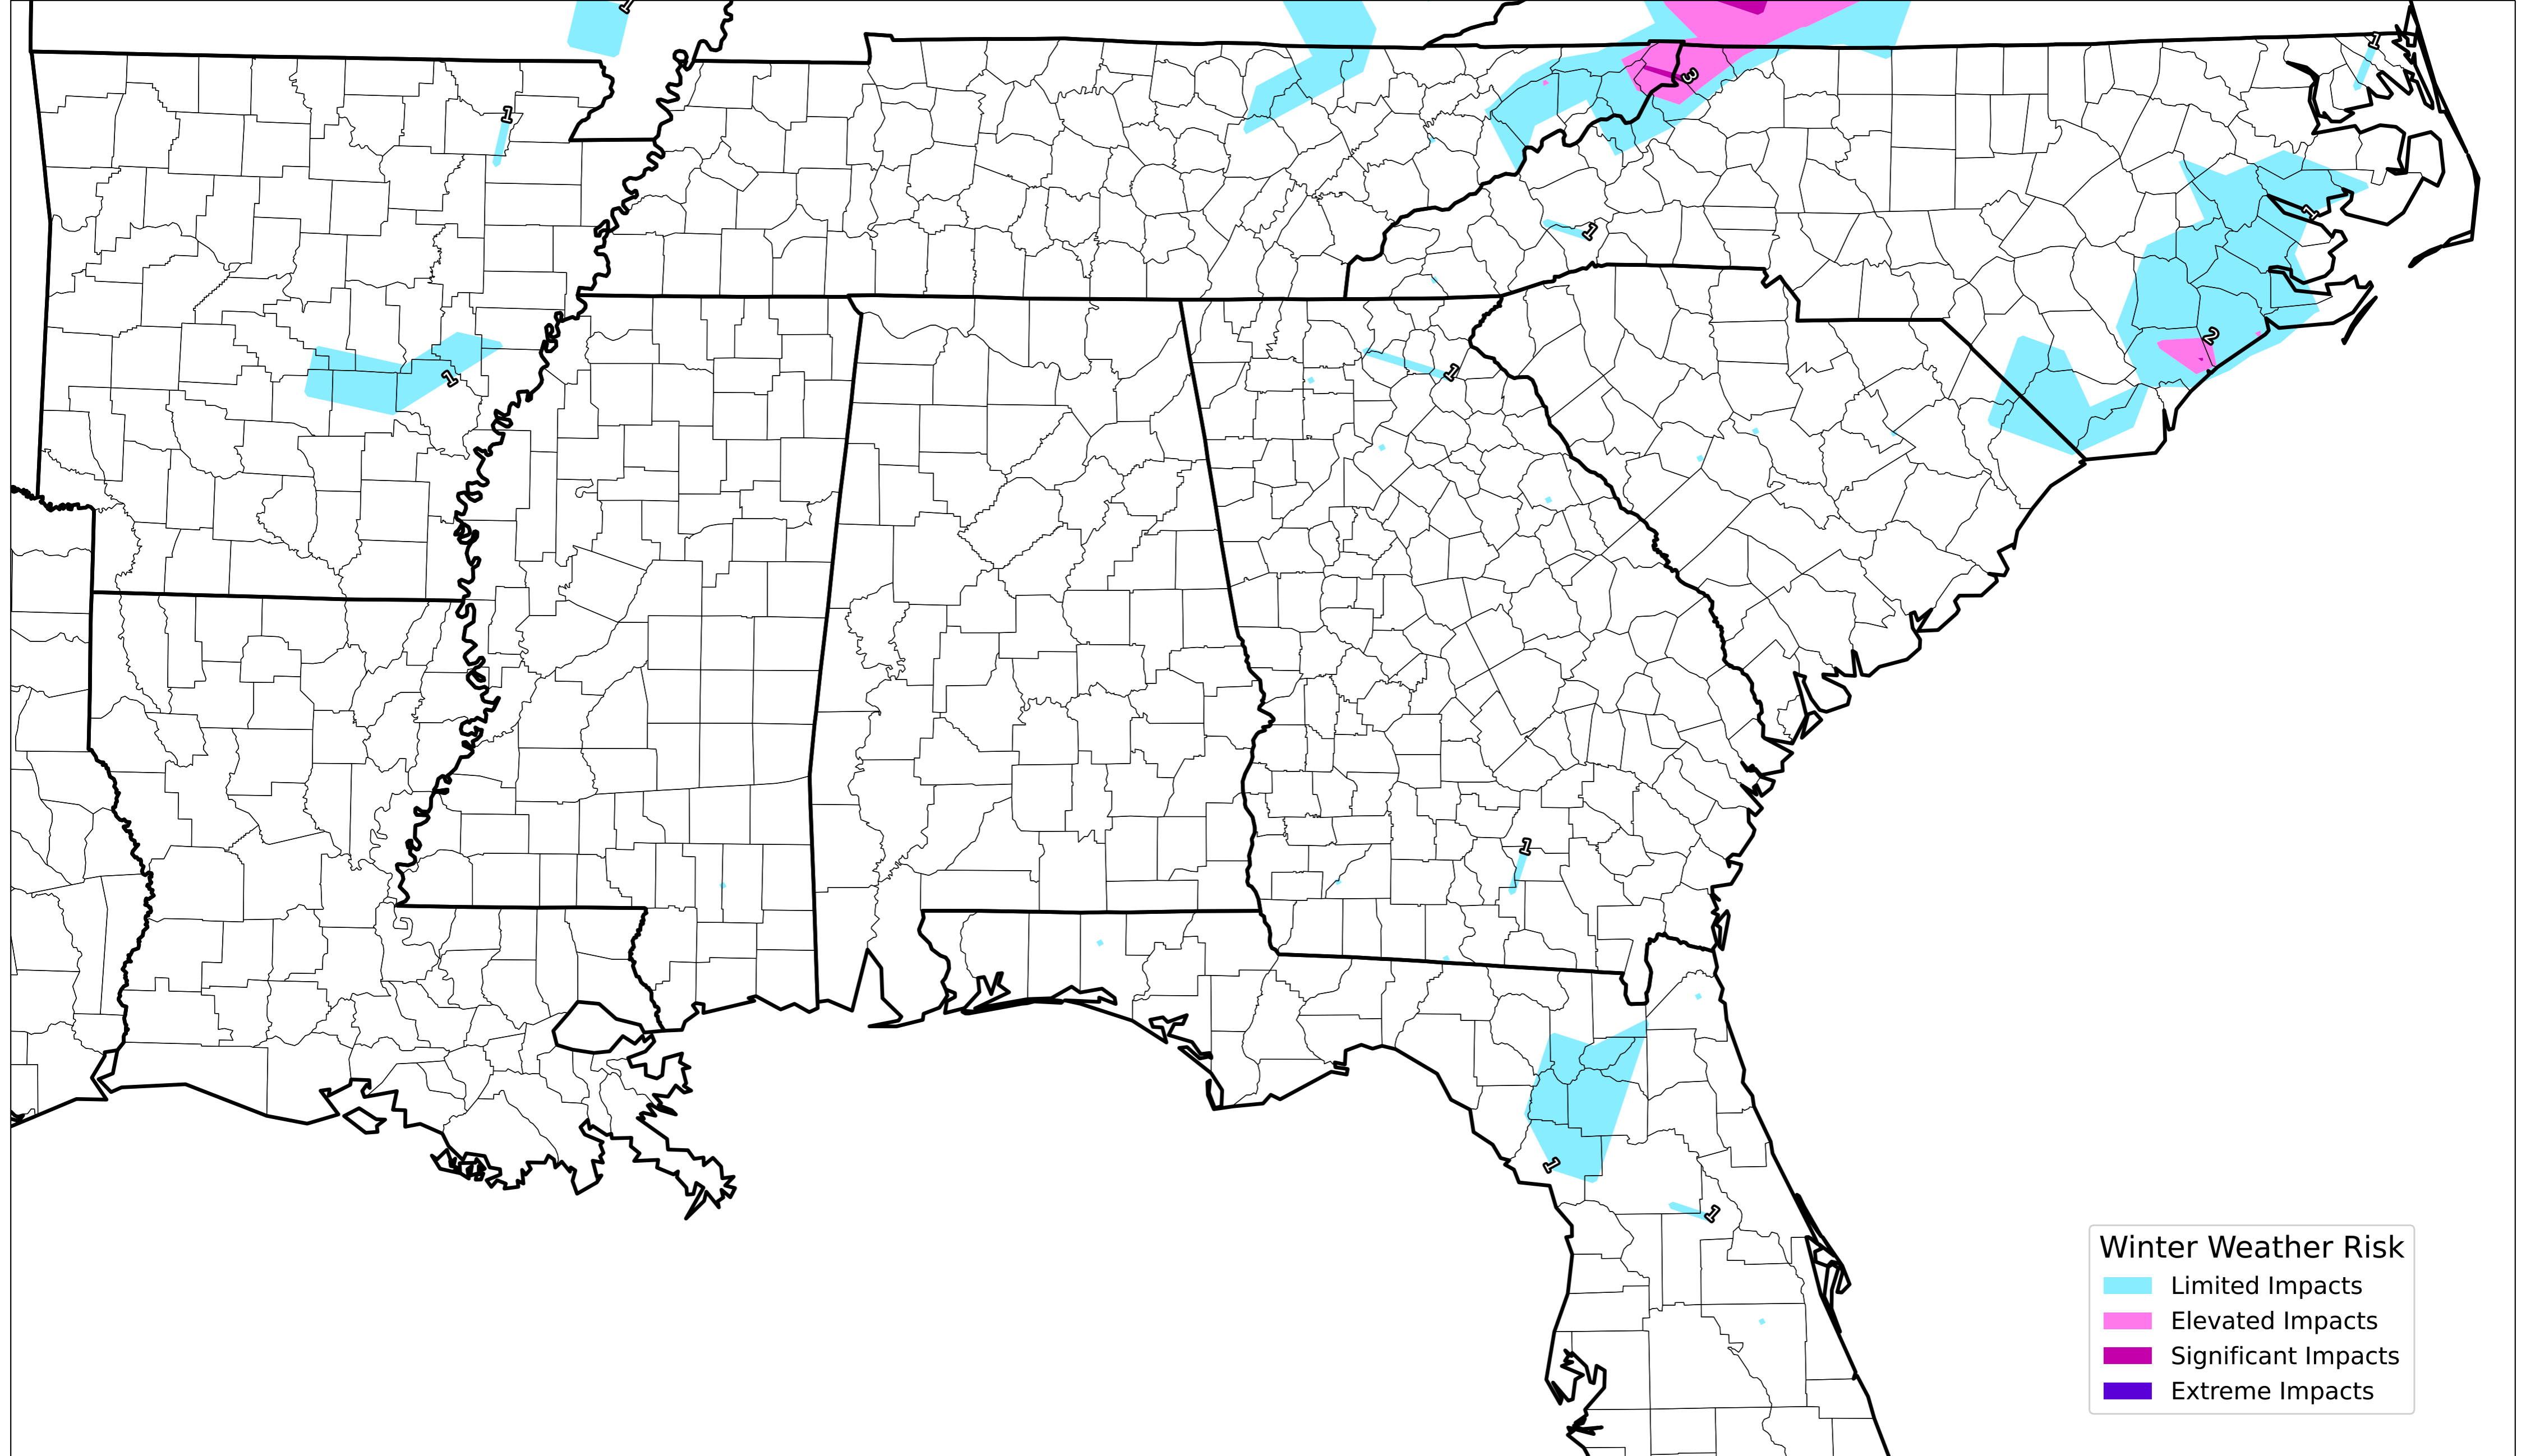 1
1
3
1
1
1
2
1
1
1
1
1
1
Winter Weather Risk
Limited Impacts
Elevated Impacts
Significant Impacts
Extreme Impacts